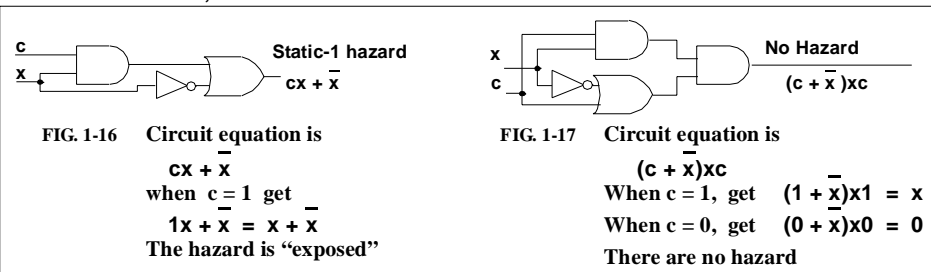 c
x
Static-1 hazard
cx + x̅
FIG. 1-16 Circuit equation is
cx + x̅
when c = 1 get
1x + x̅ = x + x̅
The hazard is “exposed”
x
c
No Hazard
(c + x̅ )xc
FIG. 1-17 Circuit equation is
(c + x̅)xc
When c = 1, get (1 + x̅)x1 = x
When c = 0, get (0 + x̅)x0 = 0
There are no hazard